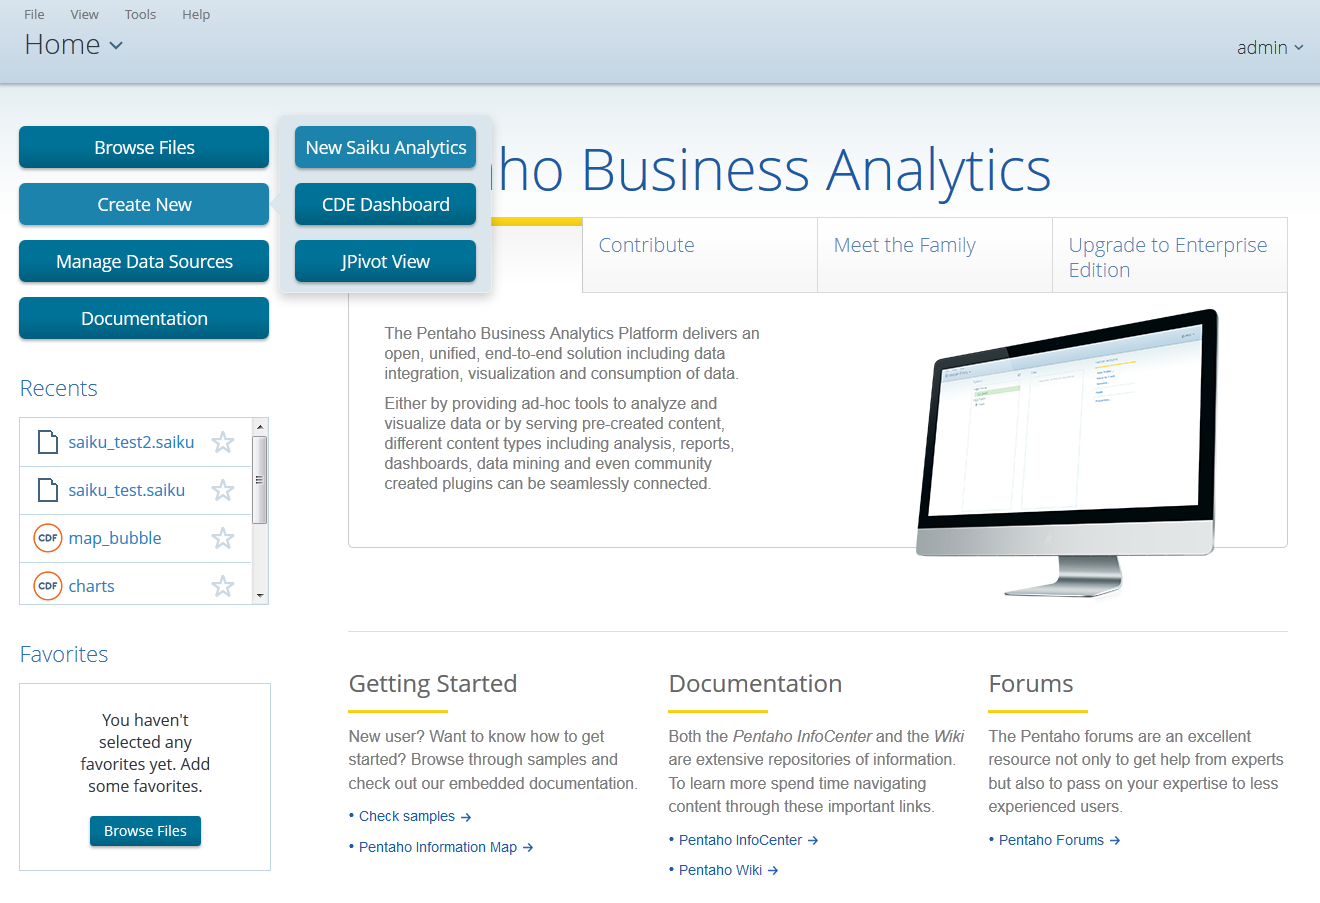 File View Tools Help
Home
admin
Browse Files
Create New
Manage Data Sources
Documentation
New Saiku Analytics
CDE Dashboard
JPivot View
ho Business Analytics
Contribute
Meet the Family
Upgrade to Enterprise
Edition
The Pentaho Business Analytics Platform delivers an
open, unified, end-to-end solution including data
integration, visualization and consumption of data.
Either by providing ad-hoc tools to analyze and
visualize data or by serving pre-created content,
different content types including analysis, reports,
dashboards, data mining and even community
created plugins can be seamlessly connected.
Recents
saiku_test2.saiku
saiku_test.saiku
CDF map_bubble
CDF charts
Favorites
You haven't
selected any
favorites yet. Add
some favorites.
Browse Files
Getting Started
New user? Want to know how to get
started? Browse through samples and
check out our embedded documentation.
• Check samples →
• Pentaho Information Map →
Documentation
Both the Pentaho InfoCenter and the Wiki
are extensive repositories of information.
To learn more spend time navigating
content through these important links.
• Pentaho InfoCenter →
• Pentaho Wiki →
Forums
The Pentaho forums are an excellent
resource not only to get help from experts
but also to pass on your expertise to less
experienced users.
• Pentaho Forums →